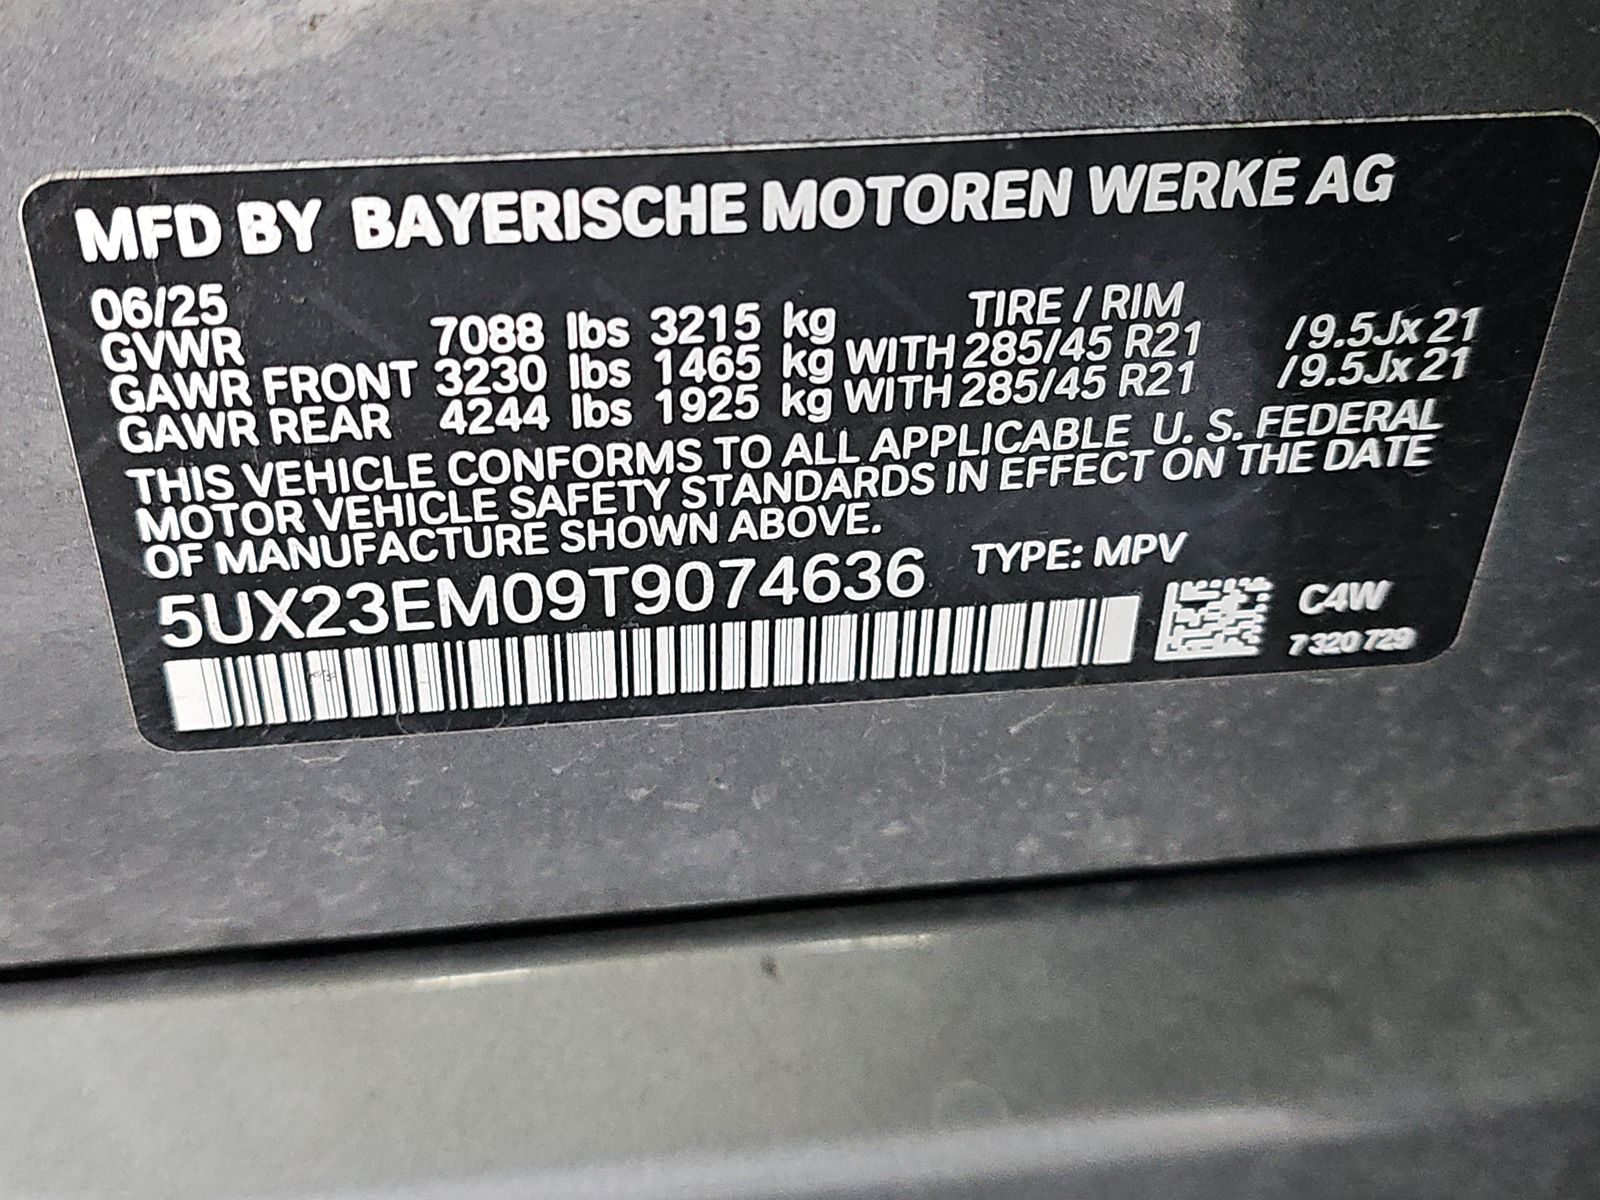 MFD BY BAYERISCHE MOTOREN WERKE AG
06/25 TIRE / RIM
GVWR 7088 lbs 3215 kg
GAWR FRONT 3230 lbs 1465 kg WITH 285/45 R21 /9.5Jx21
GAWR REAR 4244 lbs 1925 kg WITH 285/45 R21 /9.5Jx21
THIS VEHICLE CONFORMS TO ALL APPLICABLE U. S. FEDERAL
MOTOR VEHICLE SAFETY STANDARDS IN EFFECT ON THE DATE
OF MANUFACTURE SHOWN ABOVE.
5UX23EM09T9074636 TYPE: MPV
C4W
7 320 729